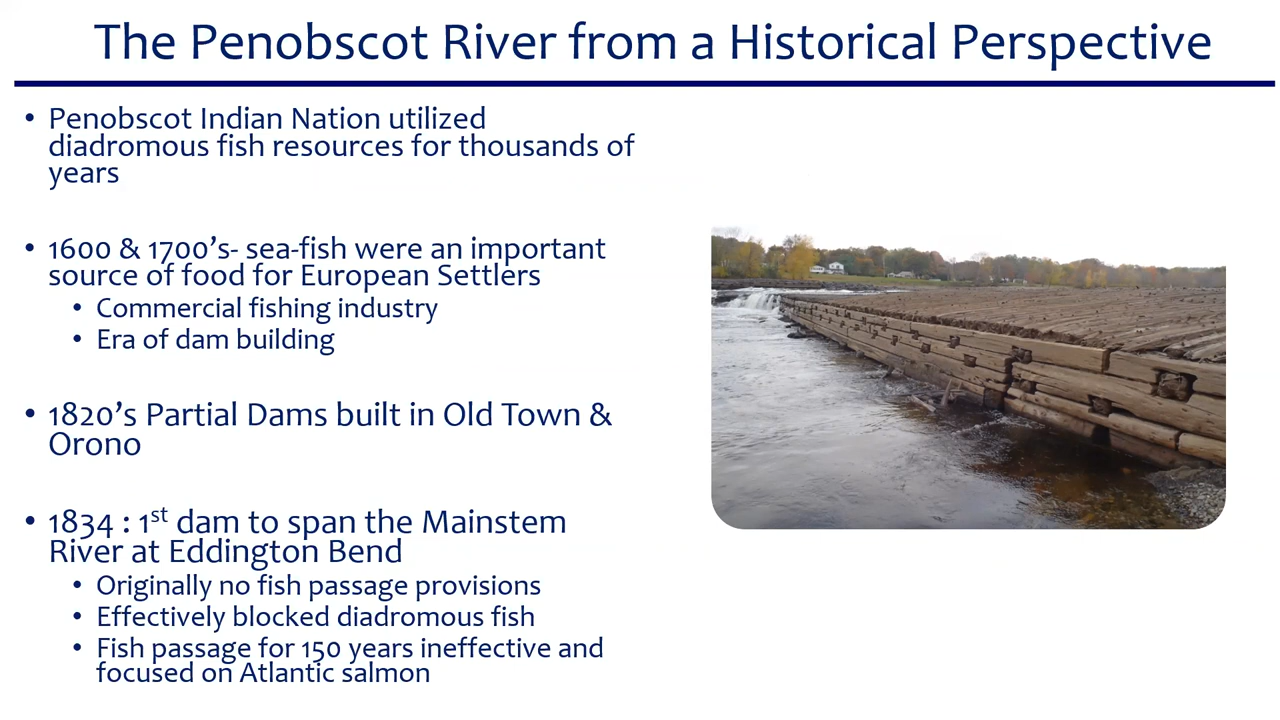 The Penobscot River from a Historical Perspective
• Penobscot Indian Nation utilized
diadromous fish resources for thousands of
years
• 1600 & 1700’s- sea-fish were an important
source of food for European Settlers
• Commercial fishing industry
• Era of dam building
• 1820’s Partial Dams built in Old Town &
Orono
• 1834 : 1st dam to span the Mainstem
River at Eddington Bend
• Originally no fish passage provisions
• Effectively blocked diadromous fish
• Fish passage for 150 years ineffective and
focused on Atlantic salmon